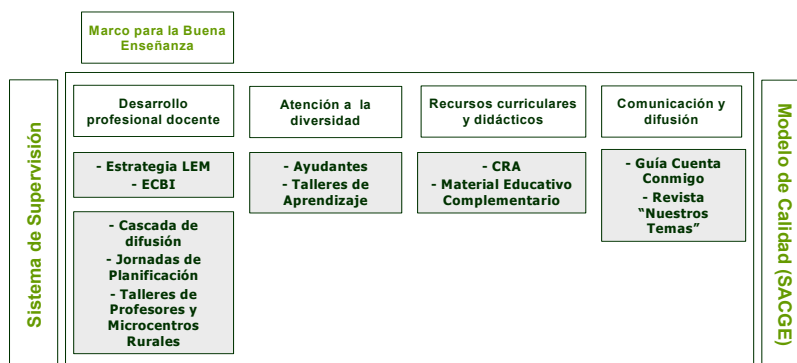 Marco para la Buena
Enseñanza
Sistema de Supervisión
Desarrollo
profesional docente
- Estrategia LEM
- ECBI
- Cascada de
difusión
- Jornadas de
Planificación
- Talleres de
Profesores y
Microcentros
Rurales
Atención a la
diversidad
- Ayudantes
- Talleres de
Aprendizaje
Recursos curriculares
y didácticos
- CRA
- Material Educativo
Complementario
Comunicación y
difusión
- Guía Cuenta
Conmigo
- Revista
“Nuestros
Temas”
Modelo de Calidad (SACGE)